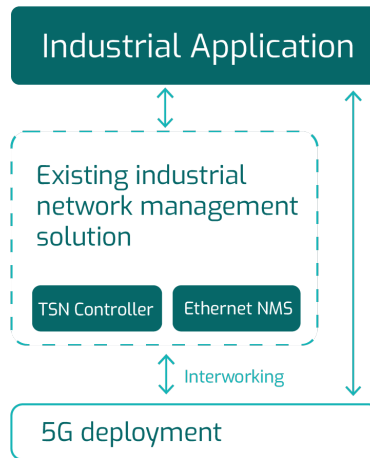 Industrial Application
Existing industrial
network management
solution
TSN Controller
Ethernet NMS
Interworking
5G deployment